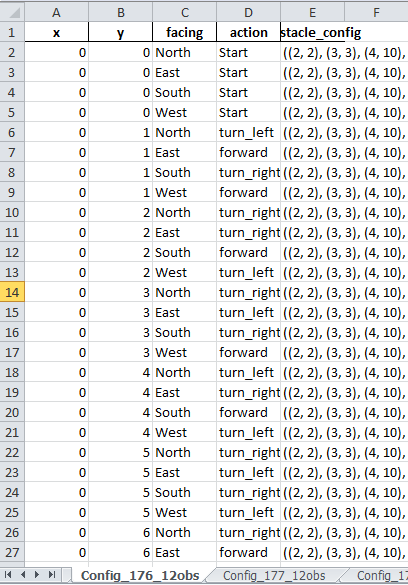 A B C D E F
1 x y facing action stacle_config
2 0 0 North Start ((2, 2), (3, 3), (4, 10),
3 0 0 East Start ((2, 2), (3, 3), (4, 10),
4 0 0 South Start ((2, 2), (3, 3), (4, 10),
5 0 0 West Start ((2, 2), (3, 3), (4, 10),
6 0 1 North turn_left ((2, 2), (3, 3), (4, 10),
7 0 1 East forward ((2, 2), (3, 3), (4, 10),
8 0 1 South turn_right ((2, 2), (3, 3), (4, 10),
9 0 1 West forward ((2, 2), (3, 3), (4, 10),
10 0 2 North turn_right ((2, 2), (3, 3), (4, 10),
11 0 2 East turn_right ((2, 2), (3, 3), (4, 10),
12 0 2 South forward ((2, 2), (3, 3), (4, 10),
13 0 2 West turn_left ((2, 2), (3, 3), (4, 10),
14 0 3 North turn_right ((2, 2), (3, 3), (4, 10),
15 0 3 East turn_left ((2, 2), (3, 3), (4, 10),
16 0 3 South turn_right ((2, 2), (3, 3), (4, 10),
17 0 3 West forward ((2, 2), (3, 3), (4, 10),
18 0 4 North turn_left ((2, 2), (3, 3), (4, 10),
19 0 4 East turn_right ((2, 2), (3, 3), (4, 10),
20 0 4 South forward ((2, 2), (3, 3), (4, 10),
21 0 4 West turn_left ((2, 2), (3, 3), (4, 10),
22 0 5 North turn_right ((2, 2), (3, 3), (4, 10),
23 0 5 East turn_left ((2, 2), (3, 3), (4, 10),
24 0 5 South turn_right ((2, 2), (3, 3), (4, 10),
25 0 5 West turn_right ((2, 2), (3, 3), (4, 10),
26 0 6 North turn_right ((2, 2), (3, 3), (4, 10),
27 0 6 East forward ((2, 2), (3, 3), (4, 10),
Config_176_12obs Config_177_12obs Config_17